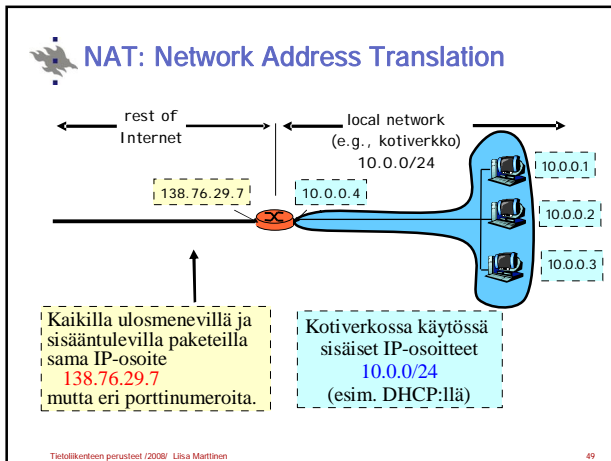 NAT: Network Address Translation
rest of
Internet
local network
(e.g., kotiverkko)
10.0.0/24
138.76.29.7
10.0.0.4
10.0.0.1
10.0.0.2
10.0.0.3
Kaikilla ulosmenevillä ja
sisääntulevilla paketeilla
sama IP-osoite
138.76.29.7
mutta eri porttinumeroita.
Kotiverkossa käytössä
sisäiset IP-osoitteet
10.0.0/24
(esim. DHCP:llä)
Tietoliikenteen perusteet /2008/ Liisa Marttinen
49